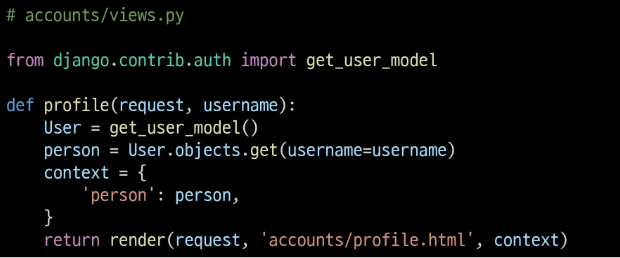 # accounts/views.py
from django.contrib.auth import get_user_model
def profile(request, username):
    User = get_user_model()
    person = User.objects.get(username=username)
    context = {
        'person': person,
    }
    return render(request, 'accounts/profile.html', context)